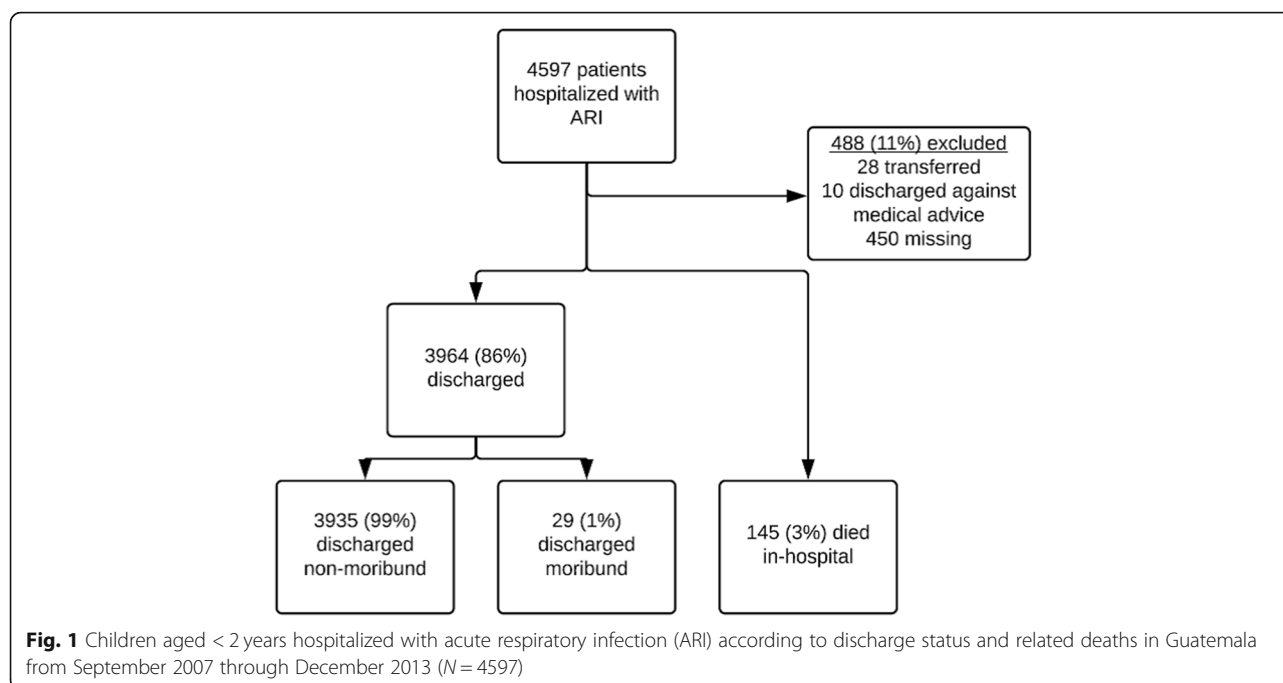 4597 patients
hospitalized with
ARI
488 (11%) excluded
28 transferred
10 discharged against
medical advice
450 missing
3964 (86%)
discharged
3935 (99%)
discharged
non-moribund
29 (1%)
discharged
moribund
145 (3%) died
in-hospital
Fig. 1 Children aged < 2 years hospitalized with acute respiratory infection (ARI) according to discharge status and related deaths in Guatemala
from September 2007 through December 2013 (N = 4597)